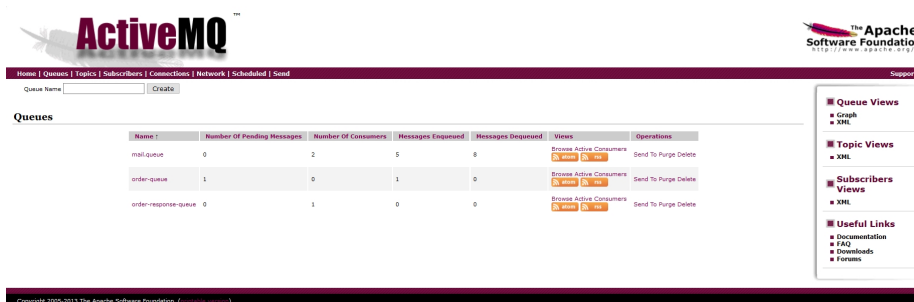 ActiveMQ™
The Apache
Software Foundatio
http://www.apache.org/
Home | Queues | Topics | Subscribers | Connections | Network | Scheduled | Send
Suppor
Queue Name
Create
Queues
Name ↑ Number Of Pending Messages Number Of Consumers Messages Enqueued Messages Dequeued Views Operations
mail.queue 0 2 5 8 Browse Active Consumers Send To Purge Delete
atom rss
order-queue 1 0 1 0 Browse Active Consumers Send To Purge Delete
atom rss
order-response-queue 0 1 0 0 Browse Active Consumers Send To Purge Delete
atom rss
Queue Views
Graph
XML
Topic Views
XML
Subscribers
Views
XML
Useful Links
Documentation
FAQ
Downloads
Forums
Copyright 2005-2013 The Apache Software Foundation.